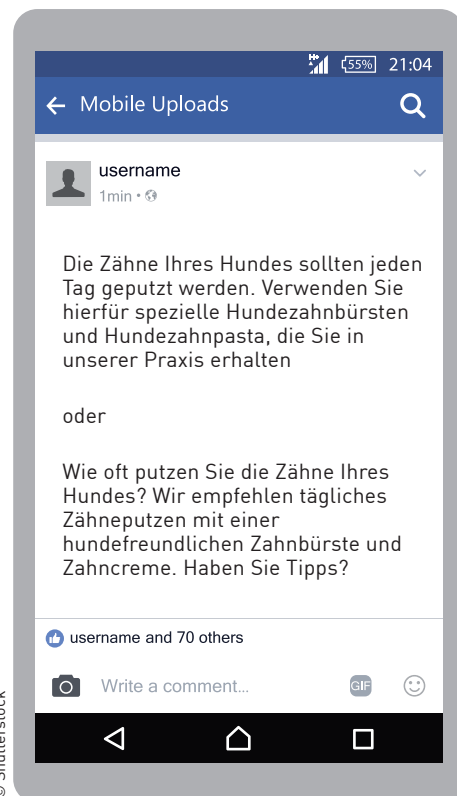 55% 21:04
Mobile Uploads
username
1min
Die Zähne Ihres Hundes sollten jeden
Tag geputzt werden. Verwenden Sie
hierfür spezielle Hundezahnbürsten
und Hundezahnpasta, die Sie in
unserer Praxis erhalten
oder
Wie oft putzen Sie die Zähne Ihres
Hundes? Wir empfehlen tägliches
Zähneputzen mit einer
hundefreundlichen Zahnbürste und
Zahncreme. Haben Sie Tipps?
username and 70 others
Write a comment...
GIF
© Shutterstock